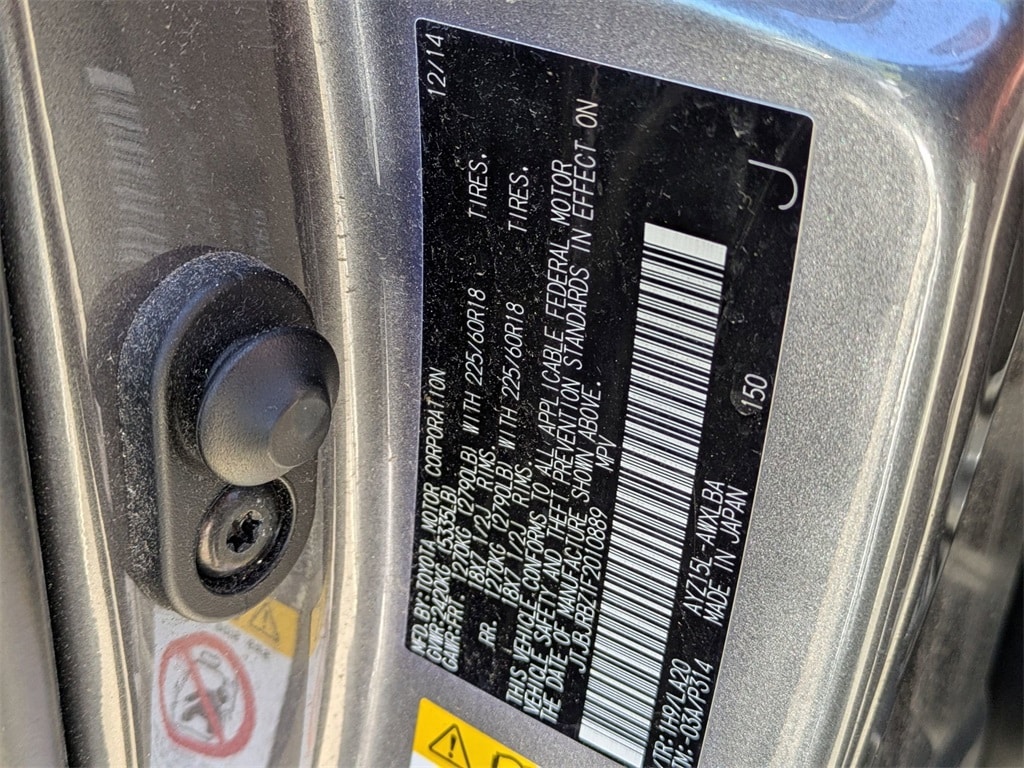 MFD. BY: TOYOTA MOTOR CORPORATION 12/14
GVWR: 2420KG (5335LB)
GAWR: FRT. 1270KG (2790LB) WITH 225/60R18 TIRES.
18X7 1/2J RIMS.
RR. 1270KG (2790LB) WITH 225/60R18 TIRES.
18X7 1/2J RIMS.
THIS VEHICLE CONFORMS TO ALL APPLICABLE FEDERAL MOTOR
VEHICLE SAFETY AND THEFT PREVENTION STANDARDS IN EFFECT ON
THE DATE OF MANUFACTURE SHOWN ABOVE.
JTJBJRBZ1F2010889 MPV
/TR: 1H9/LA20 AYZ15L-AWXLBA 150
TM: -03A/P314 MADE IN JAPAN
J